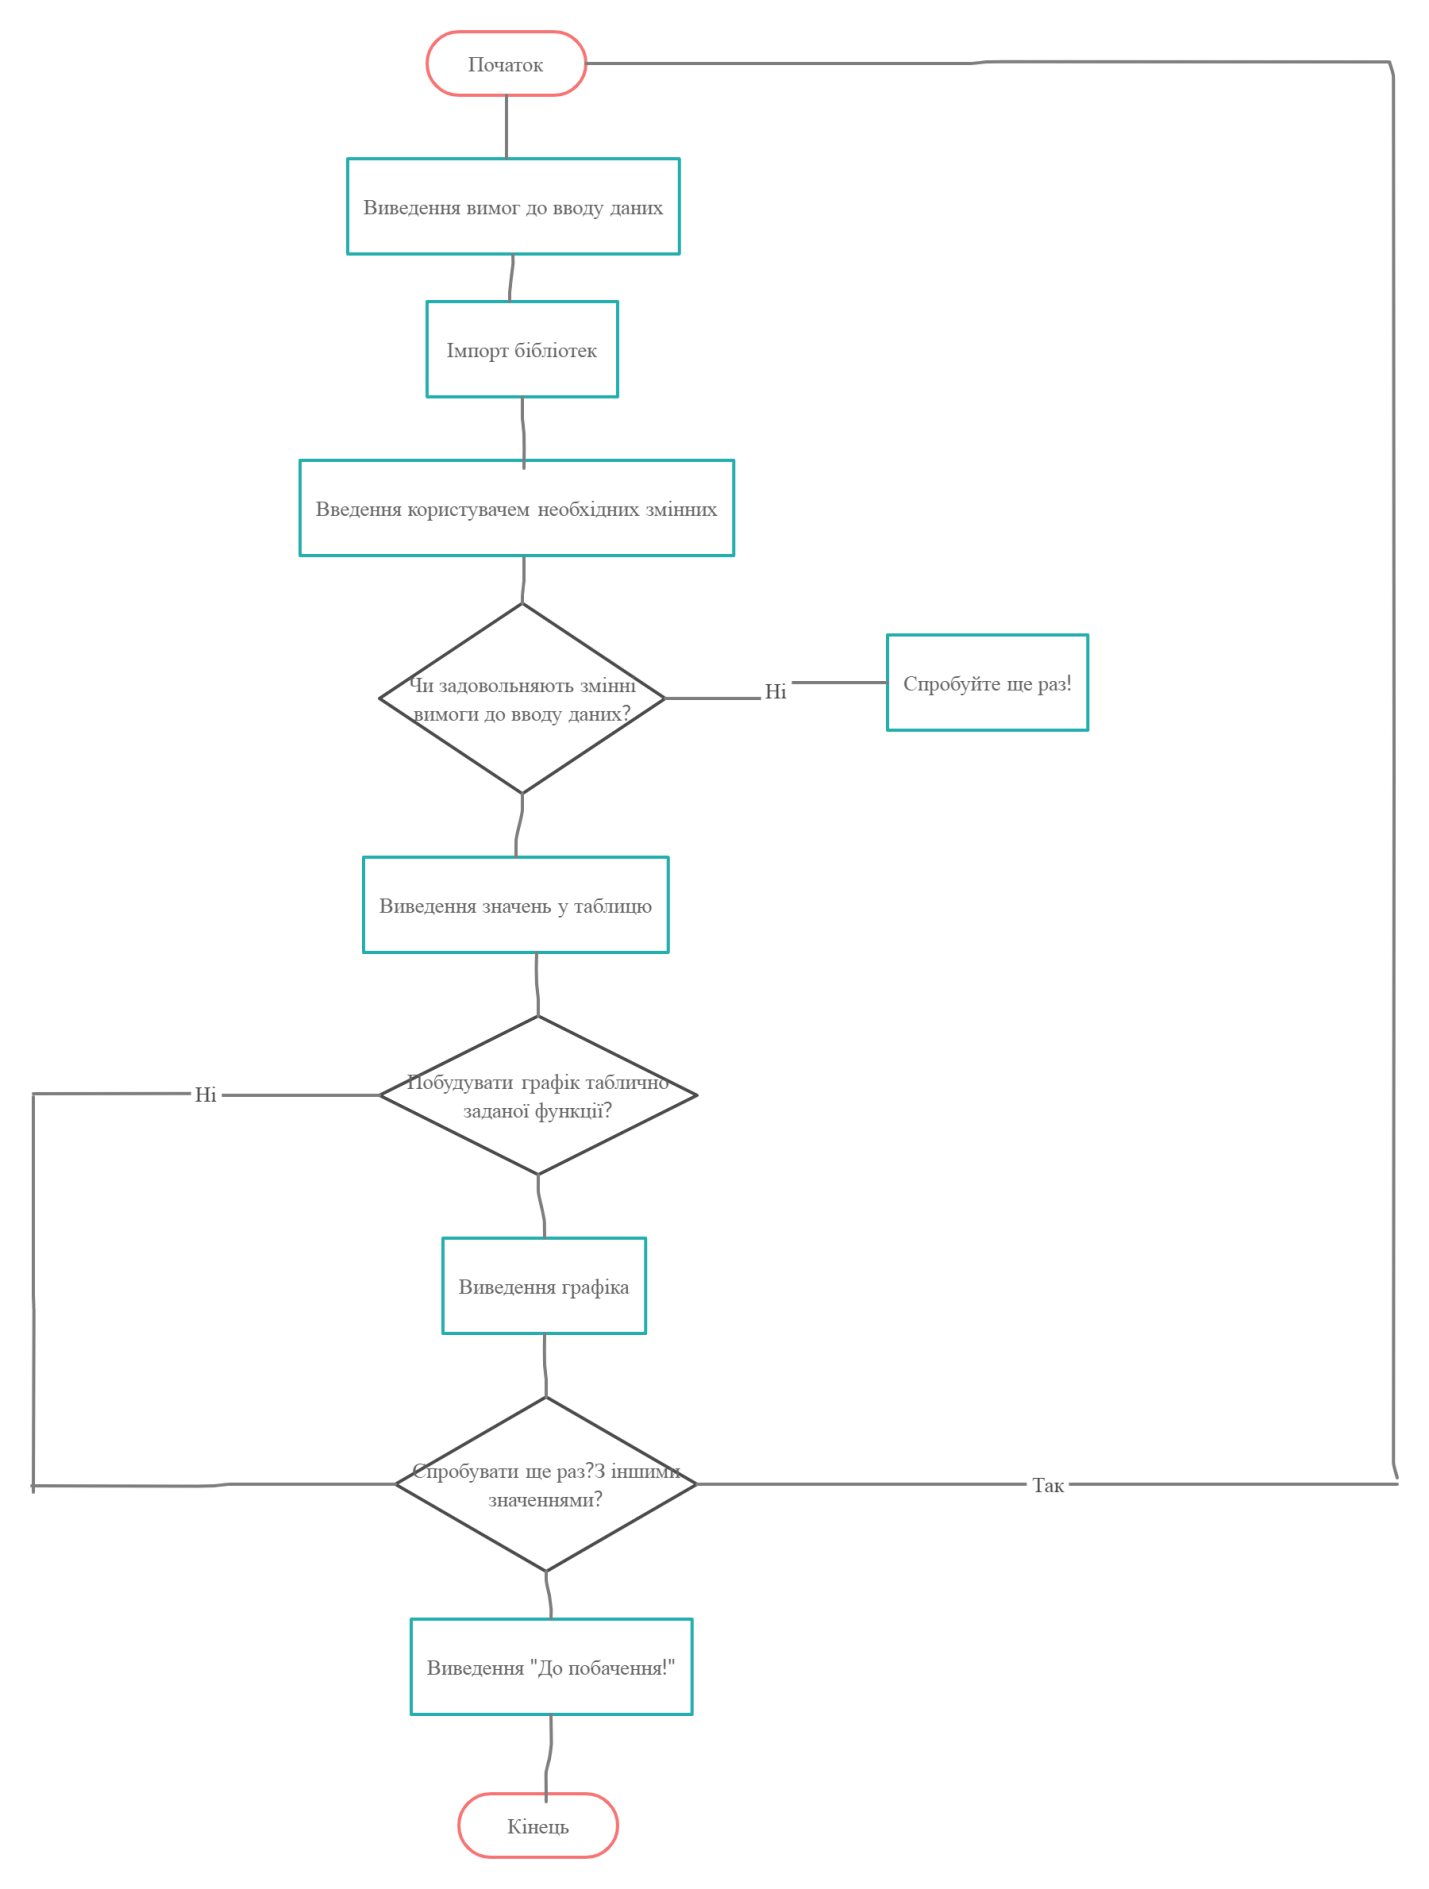 Початок
Виведення вимог до вводу даних
Імпорт бібліотек
Введення користувачем необхідних змінних
Чи задовольняють змінні
вимоги до вводу даних?
Ні
Спробуйте ще раз!
Виведення значень у таблицю
Побудувати графік таблично
заданої функції?
Ні
Виведення графіка
Спробувати ще раз?З іншими
значеннями?
Так
Виведення "До побачення!"
Кінець